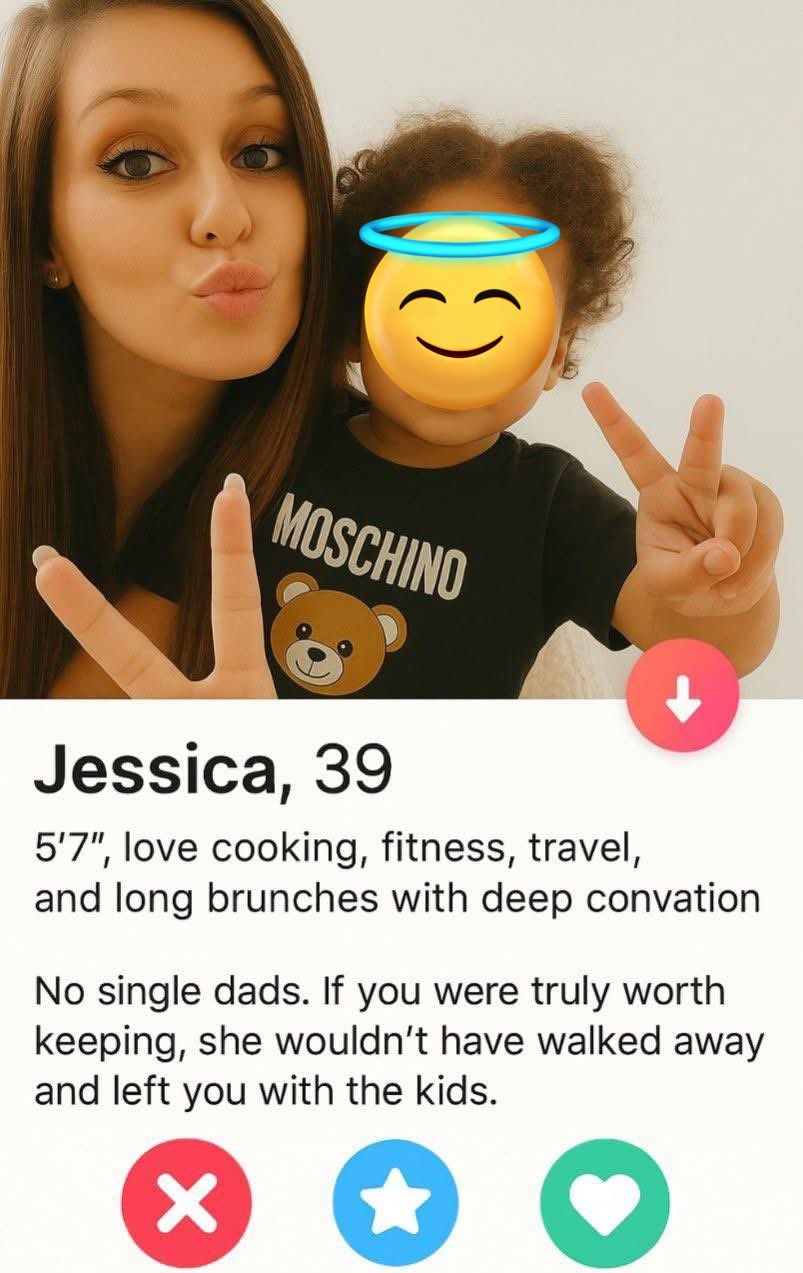 MOSCHINO
Jessica, 39
5'7", love cooking, fitness, travel,
and long brunches with deep convation
No single dads. If you were truly worth
keeping, she wouldn't have walked away
and left you with the kids.